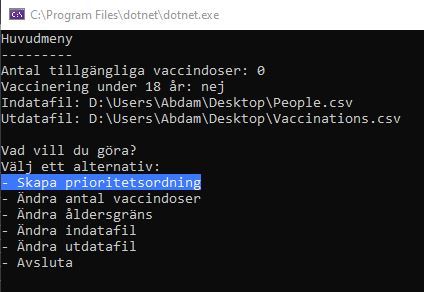 C:\Program Files\dotnet\dotnet.exe
Huvudmeny
---------
Antal tillgängliga vaccindoser: 0
Vaccinering under 18 år: nej
Indatafil: D:\Users\Abdam\Desktop\People.csv
Utdatafil: D:\Users\Abdam\Desktop\Vaccinations.csv
Vad vill du göra?
Välj ett alternativ:
- Skapa prioritetsordning
- Ändra antal vaccindoser
- Ändra åldersgräns
- Ändra indatafil
- Ändra utdatafil
- Avsluta